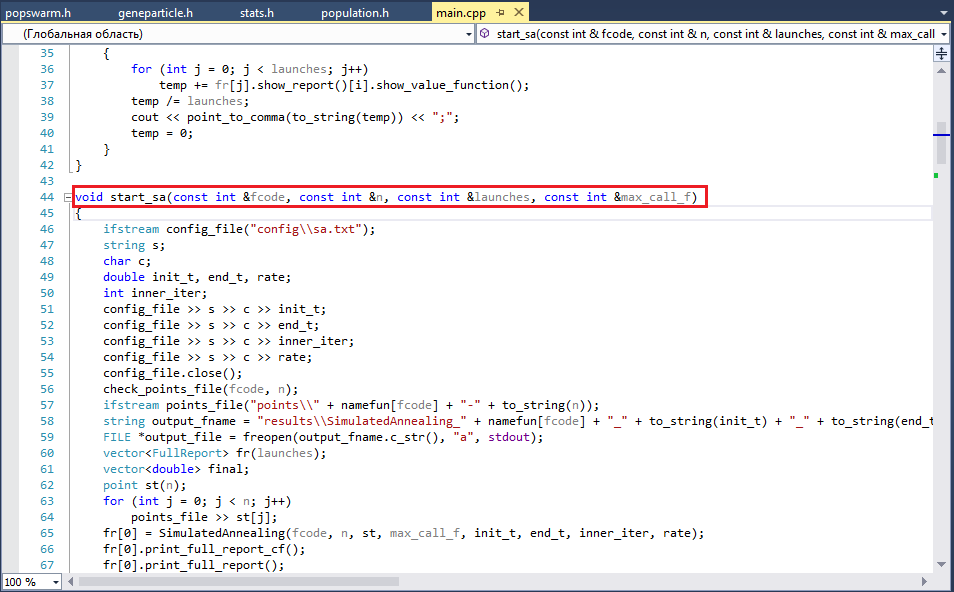 popswarm.h geneparticle.h stats.h population.h main.cpp
(Глобальная область) start_sa(const int & fcode, const int & n, const int & launches, const int & max_call
35 {
36 for (int j = 0; j < launches; j++)
37 temp += fr[j].show_report()[i].show_value_function();
38 temp /= launches;
39 cout << point_to_comma(to_string(temp)) << ";";
40 temp = 0;
41 }
42 }
43
44 void start_sa(const int &fcode, const int &n, const int &launches, const int &max_call_f)
45 {
46 ifstream config_file("config\\sa.txt");
47 string s;
48 char c;
49 double init_t, end_t, rate;
50 int inner_iter;
51 config_file >> s >> c >> init_t;
52 config_file >> s >> c >> end_t;
53 config_file >> s >> c >> inner_iter;
54 config_file >> s >> c >> rate;
55 config_file.close();
56 check_points_file(fcode, n);
57 ifstream points_file("points\\" + namefun[fcode] + "-" + to_string(n));
58 string output_fname = "results\\SimulatedAnnealing_" + namefun[fcode] + "_" + to_string(init_t) + "_" + to_string(end_t
59 FILE *output_file = freopen(output_fname.c_str(), "a", stdout);
60 vector<FullReport> fr(launches);
61 vector<double> final;
62 point st(n);
63 for (int j = 0; j < n; j++)
64 points_file >> st[j];
65 fr[0] = SimulatedAnnealing(fcode, n, st, max_call_f, init_t, end_t, inner_iter, rate);
66 fr[0].print_full_report_cf();
67 fr[0].print_full_report();
100 %